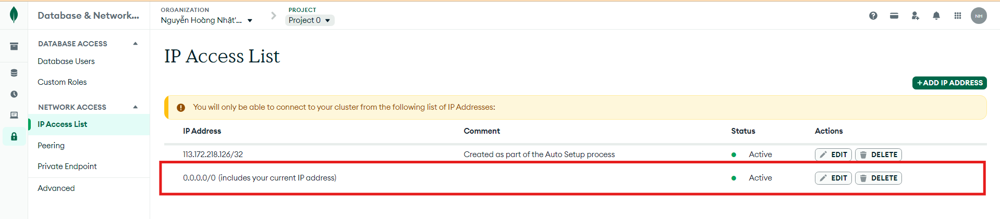 Database & Network...
ORGANIZATION
Nguyễn Hoàng Nhật'...
PROJECT
Project 0
NH
DATABASE ACCESS
Database Users
Custom Roles
NETWORK ACCESS
IP Access List
Peering
Private Endpoint
Advanced
IP Access List
+ADD IP ADDRESS
You will only be able to connect to your cluster from the following list of IP Addresses:
IP Address Comment Status Actions
113.172.218.126/32 Created as part of the Auto Setup process Active EDIT DELETE
0.0.0.0/0 (includes your current IP address) Active EDIT DELETE